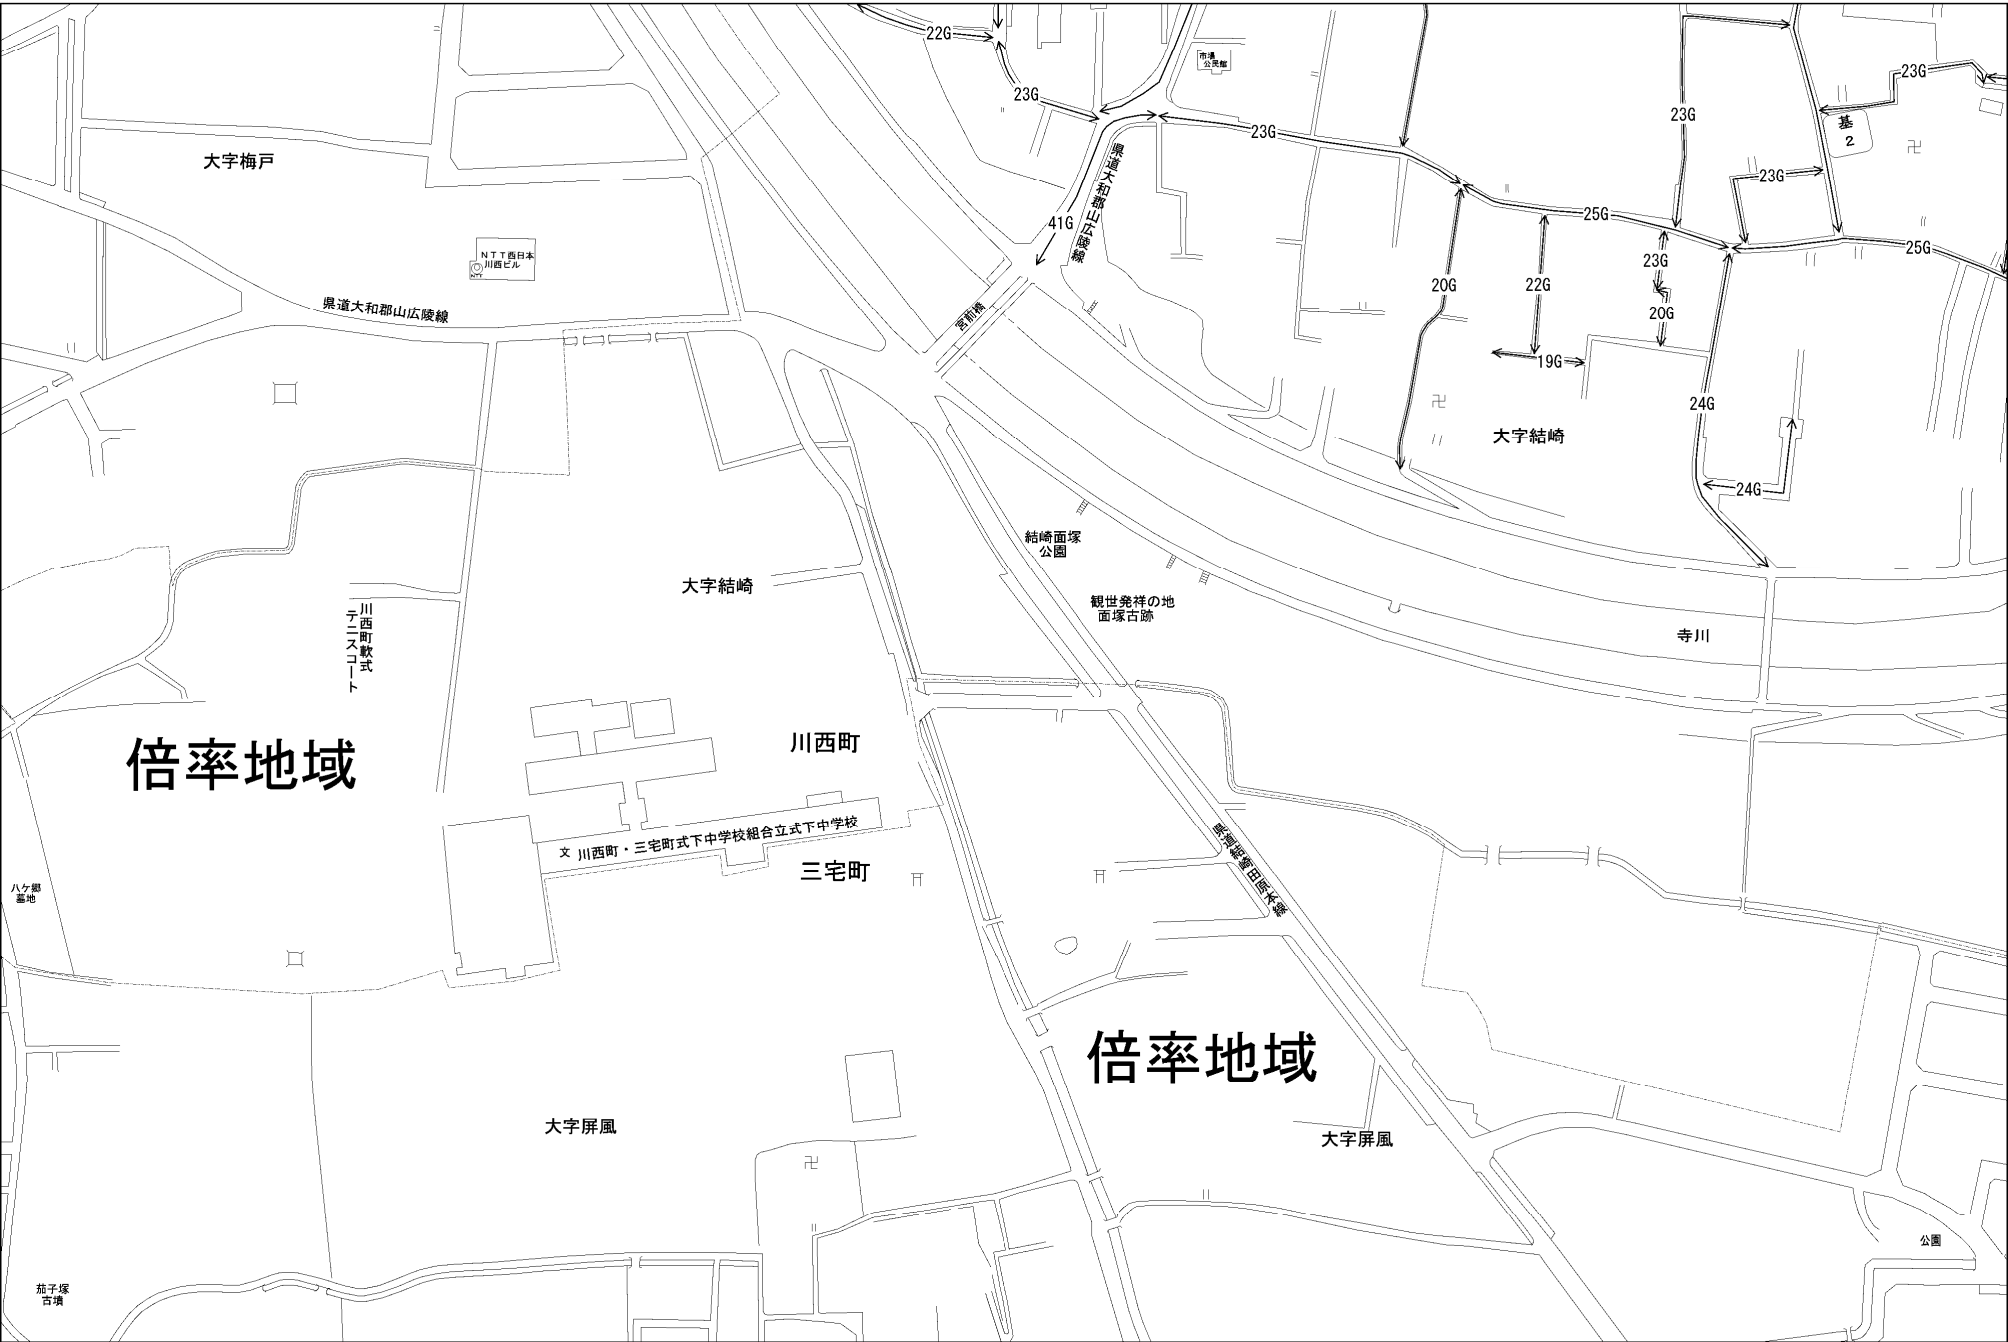 22G
23G
市場
公民館
23G
県道大和郡山広陵線
41G
23G
23G
基
2
23G
25G
25G
大字梅戸
NTT西日本
川西ビル
NTT
県道大和郡山広陵線
宮前橋
20G
22G
23G
20G
19G
24G
24G
大字結崎
結崎面塚
公園
観世発祥の地
面塚古跡
寺川
大字結崎
川西町軟式
テニスコート
倍率地域
川西町
文 川西町・三宅町式下中学校組合立式下中学校
三宅町
県道結崎田原本線
八ケ郷
墓地
倍率地域
大字屏風
大字屏風
公園
茄子塚
古墳